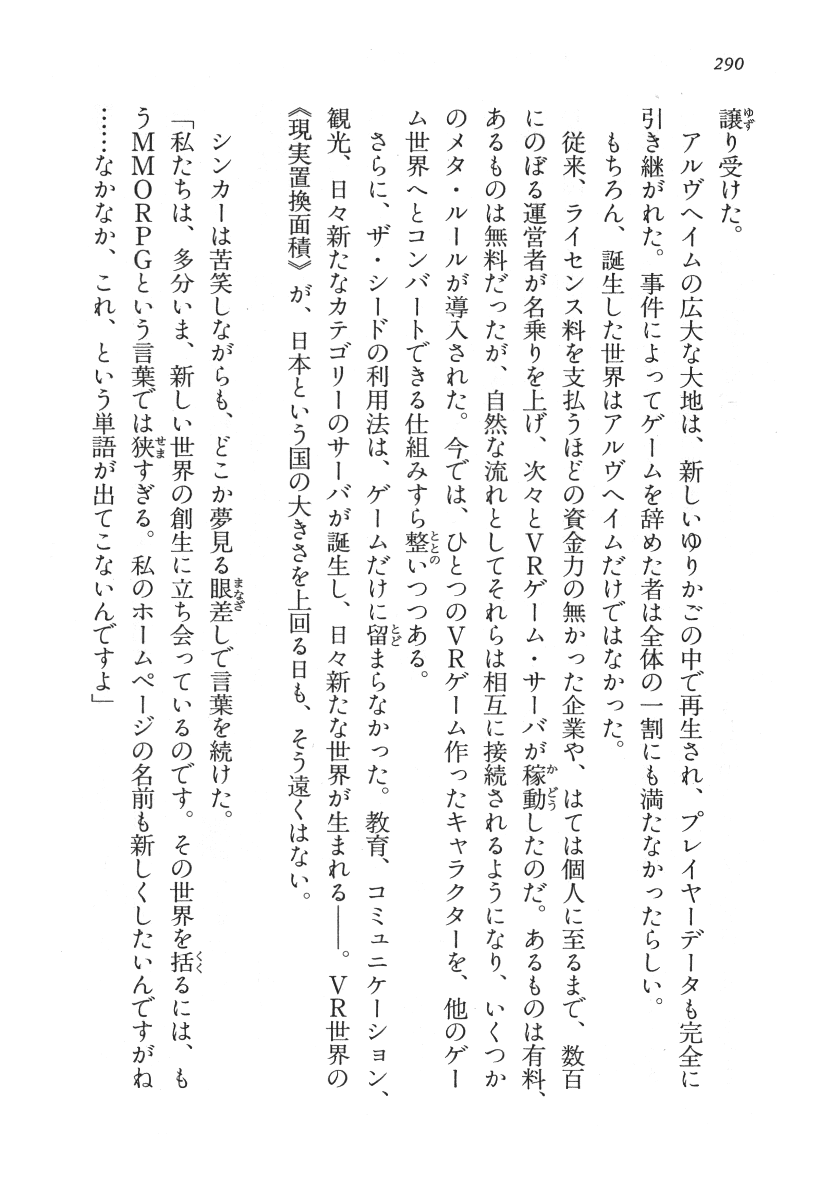 290
譲り受けた。
アルヴヘイムの広大な大地は、新しいゆりかごの中で再生され、プレイヤーデータも完全に
引き継がれた。事件によってゲームを辞めた者は全体の一割にも満たなかったらしい。
もちろん、誕生した世界はアルヴヘイムだけではなかった。
従来、ライセンス料を支払うほどの資金力の無かった企業や、はては個人に至るまで、数百
にのぼる運営者が名乗りを上げ、次々とVRゲーム・サーバが稼動したのだ。あるものは有料、
あるものは無料だったが、自然な流れとしてそれらは相互に接続されるようになり、いくつか
のメタ・ルールが導入された。今では、ひとつのVRゲーム作ったキャラクターを、他のゲー
ム世界へとコンバートできる仕組みすら整いつつある。
さらに、ザ・シードの利用法は、ゲームだけに留まらなかった。教育、コミュニケーション、
観光、日々新たなカテゴリーのサーバが誕生し、日々新たな世界が生まれる――。VR世界の
《現実置換面積》が、日本という国の大きさを上回る日も、そう遠くはない。
シンカーは苦笑しながらも、どこか夢見る眼差しで言葉を続けた。
「私たちは、多分いま、新しい世界の創生に立ち会っているのです。その世界を括るには、も
うMMORPGという言葉では狭すぎる。私のホームページの名前も新しくしたいんですがね
……なかなか、これ、という単語が出てこないんですよ」